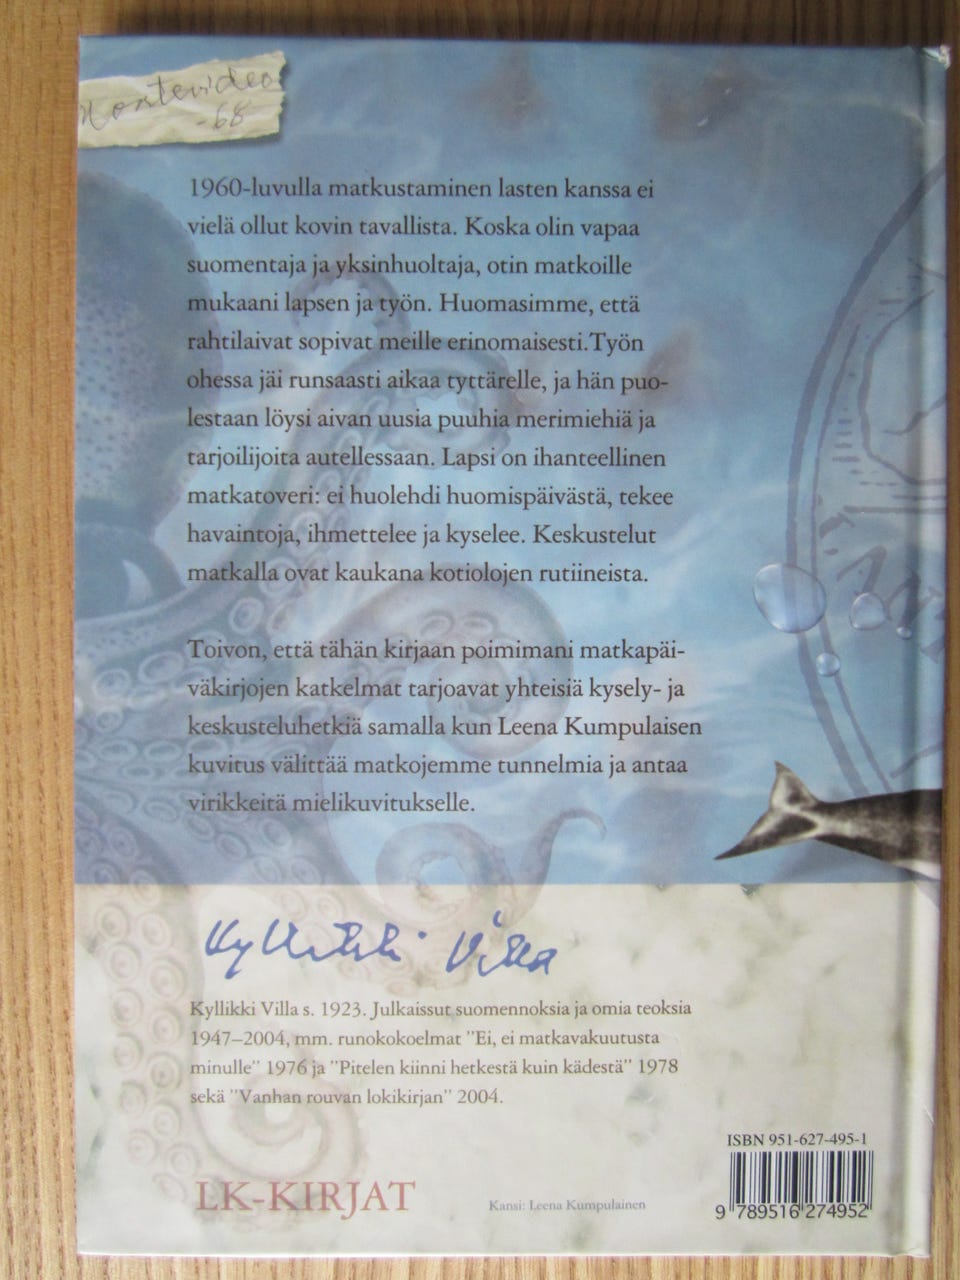 Montevideo
-68
1960-luvulla matkustaminen lasten kanssa ei
vielä ollut kovin tavallista. Koska olin vapaa
suomentaja ja yksinhuoltaja, otin matkoille
mukaani lapsen ja työn. Huomasimme, että
rahtilaivat sopivat meille erinomaisesti.Työn
ohessa jäi runsaasti aikaa tyttärelle, ja hän puo-
lestaan löysi aivan uusia puuhia merimiehiä ja
tarjoilijoita autellessaan. Lapsi on ihanteellinen
matkatoveri: ei huolehdi huomispäivästä, tekee
havaintoja, ihmettelee ja kyselee. Keskustelut
matkalla ovat kaukana kotiolojen rutiineista.
Toivon, että tähän kirjaan poimimani matkapäi-
väkirjojen katkelmat tarjoavat yhteisiä kysely- ja
keskusteluhetkiä samalla kun Leena Kumpulaisen
kuvitus välittää matkojemme tunnelmia ja antaa
virikkeitä mielikuvitukselle.
Kyllikki Villa
Kyllikki Villa s. 1923. Julkaissut suomennoksia ja omia teoksia
1947–2004, mm. runokokoelmat "Ei, ei matkavakuutusta
minulle" 1976 ja "Pitelen kiinni hetkestä kuin kädestä" 1978
sekä "Vanhan rouvan lokikirjan" 2004.
ISBN 951-627-495-1
LK-KIRJAT
Kansi: Leena Kumpulainen
9 789516 274952